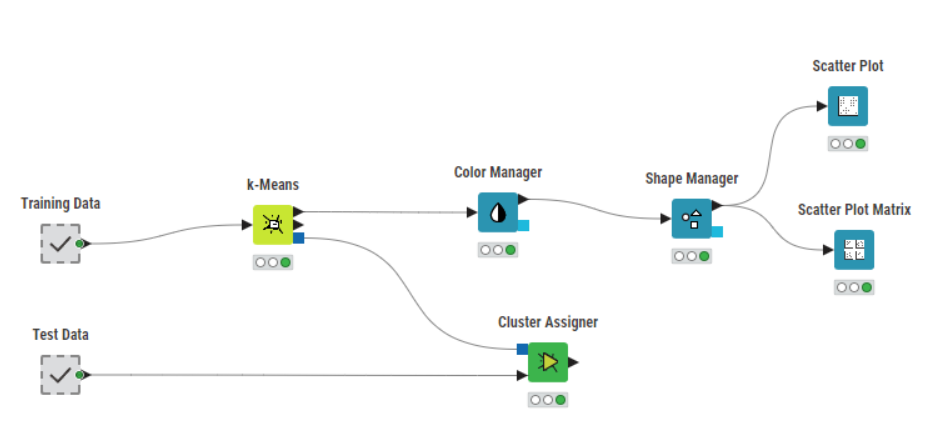 Scatter Plot
Color Manager
Shape Manager
k-Means
Training Data
Scatter Plot Matrix
Cluster Assigner
Test Data